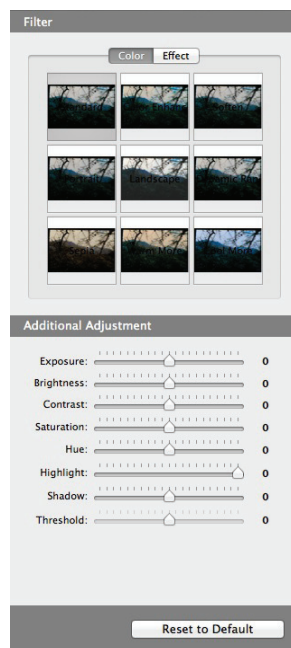 Filter
Color Effect
Landscape
Additional Adjustment
Exposure: 0
Brightness: 0
Contrast: 0
Saturation: 0
Hue: 0
Highlight: 0
Shadow: 0
Threshold: 0
Reset to Default